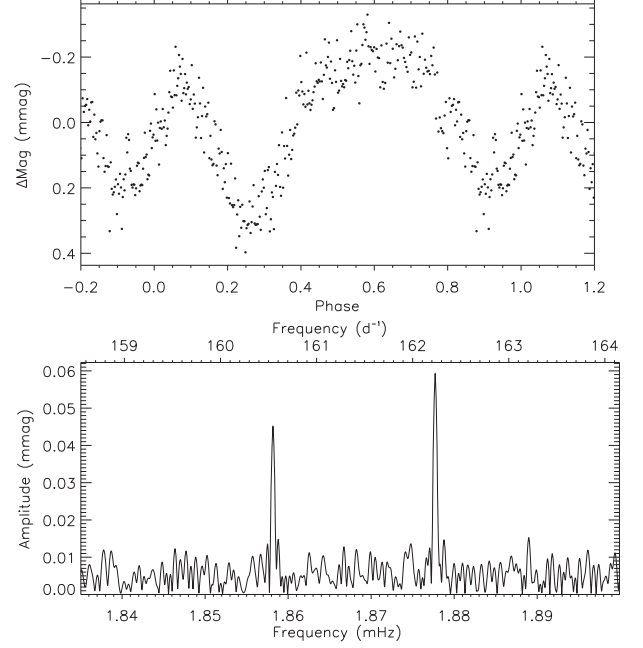 -0.2
0.0
0.2
0.4
ΔMag (mmag)
-0.2 0.0 0.2 0.4 0.6 0.8 1.0 1.2
Phase
Frequency (d⁻¹)
159 160 161 162 163 164
0.06
0.05
0.04
0.03
0.02
0.01
0.00
Amplitude (mmag)
1.84 1.85 1.86 1.87 1.88 1.89
Frequency (mHz)